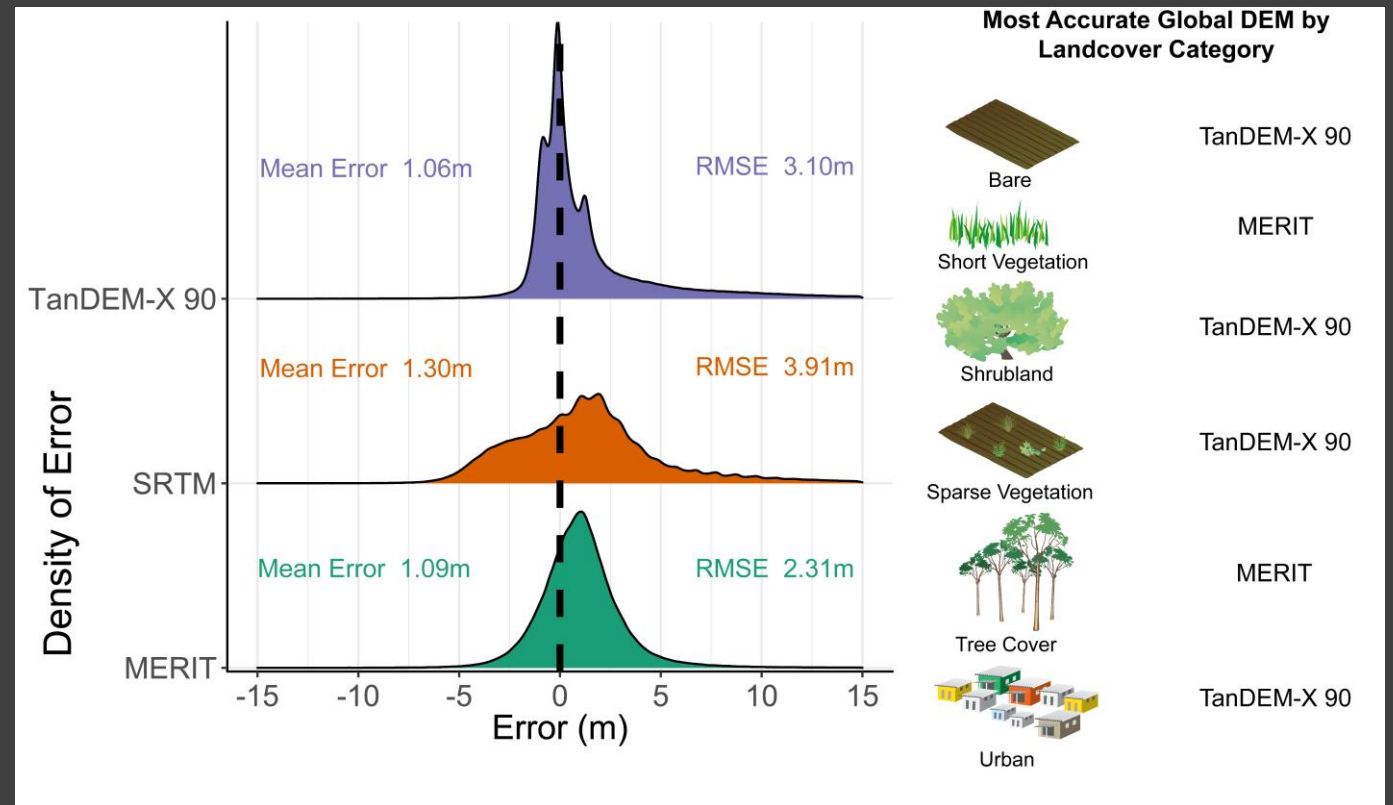 Most Accurate Global DEM by
Landcover Category
Mean Error 1.06m
RMSE 3.10m
TanDEM-X 90
Mean Error 1.30m
RMSE 3.91m
SRTM
Mean Error 1.09m
RMSE 2.31m
MERIT
Density of Error
-15 -10 -5 0 5 10 15
Error (m)
Bare
TanDEM-X 90
Short Vegetation
MERIT
Shrubland
TanDEM-X 90
Sparse Vegetation
TanDEM-X 90
Tree Cover
MERIT
Urban
TanDEM-X 90